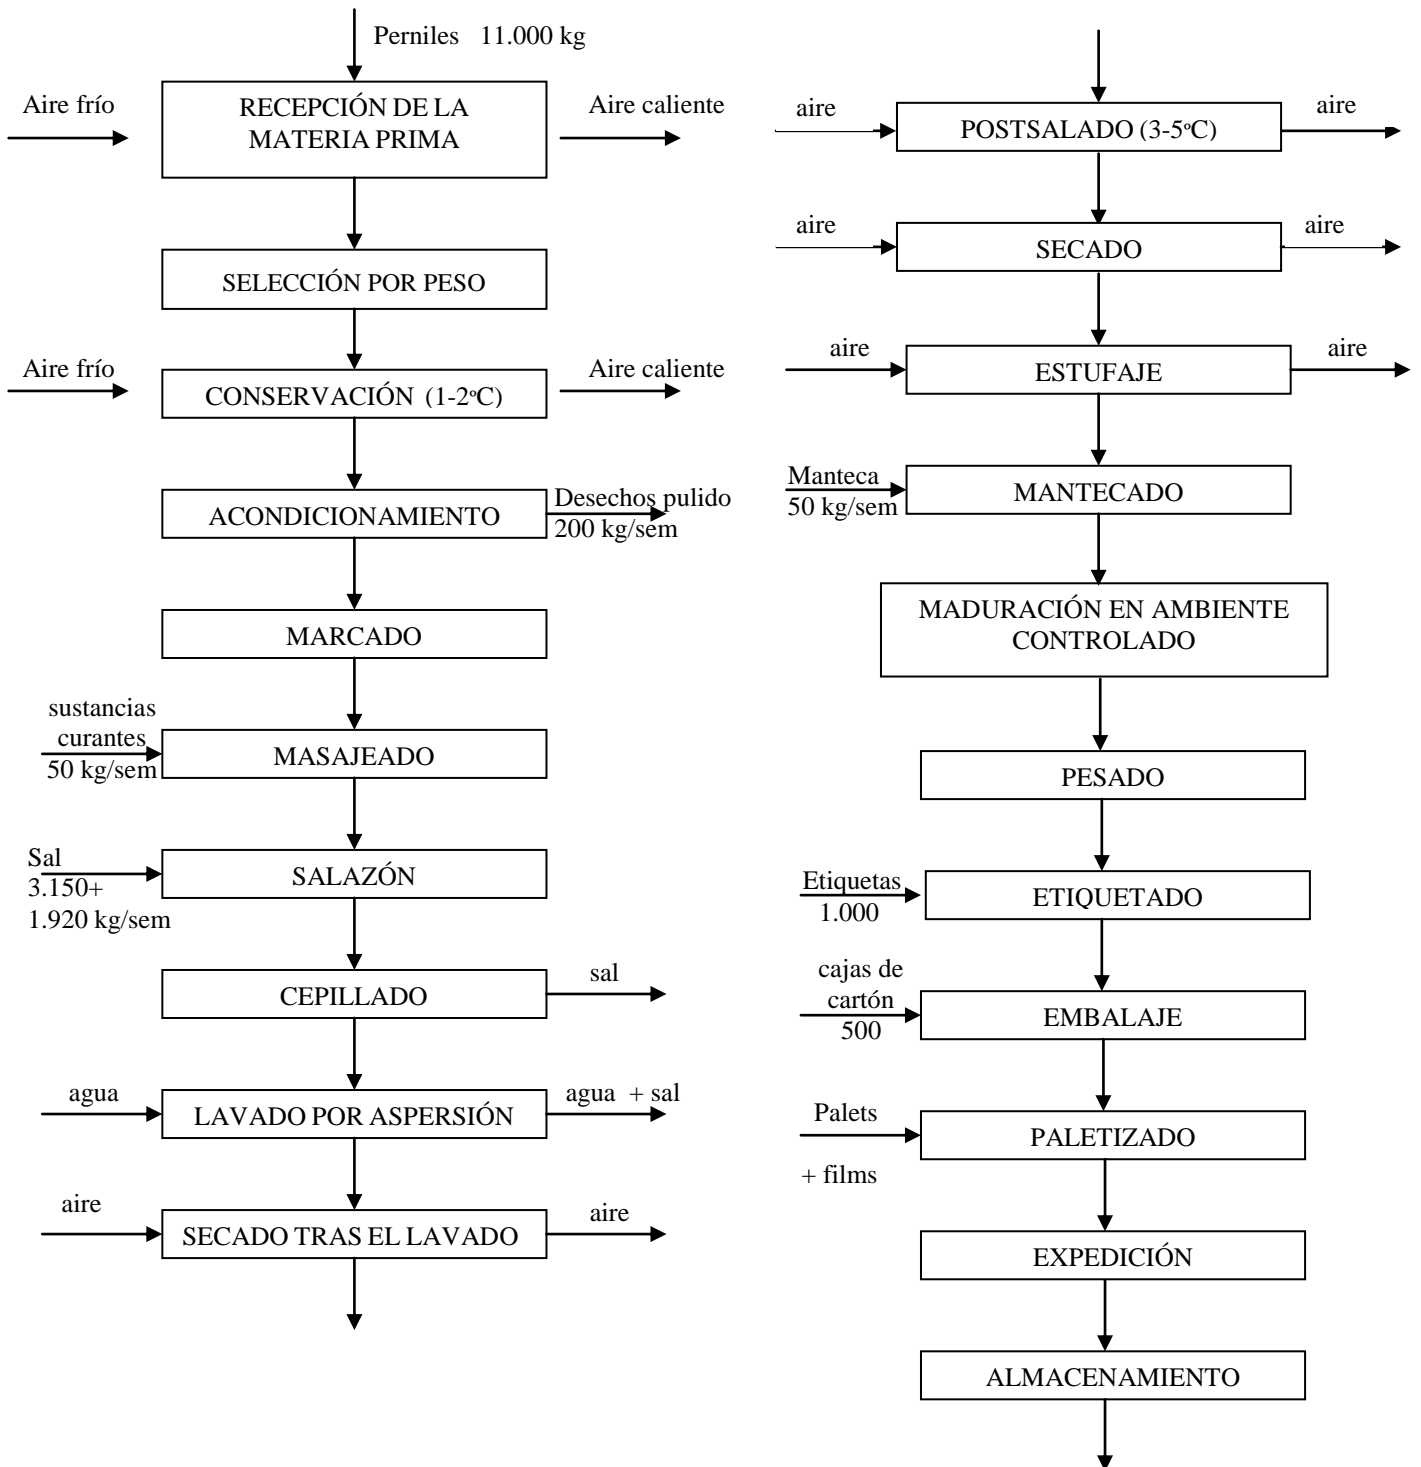 Perniles 11.000 kg
Aire frío
RECEPCIÓN DE LA
MATERIA PRIMA
Aire caliente
SELECCIÓN POR PESO
Aire frío
CONSERVACIÓN (1-2ºC)
Aire caliente
ACONDICIONAMIENTO
Desechos pulido
200 kg/sem
MARCADO
sustancias
curantes
50 kg/sem
MASAJEADO
Sal
3.150+
1.920 kg/sem
SALAZÓN
CEPILLADO
sal
agua
LAVADO POR ASPERSIÓN
agua + sal
aire
SECADO TRAS EL LAVADO
aire
aire
POSTSALADO (3-5ºC)
aire
aire
SECADO
aire
aire
ESTUFAJE
aire
Manteca
50 kg/sem
MANTECADO
MADURACIÓN EN AMBIENTE
CONTROLADO
PESADO
Etiquetas
1.000
ETIQUETADO
cajas de
cartón
500
EMBALAJE
Palets
+ films
PALETIZADO
EXPEDICIÓN
ALMACENAMIENTO